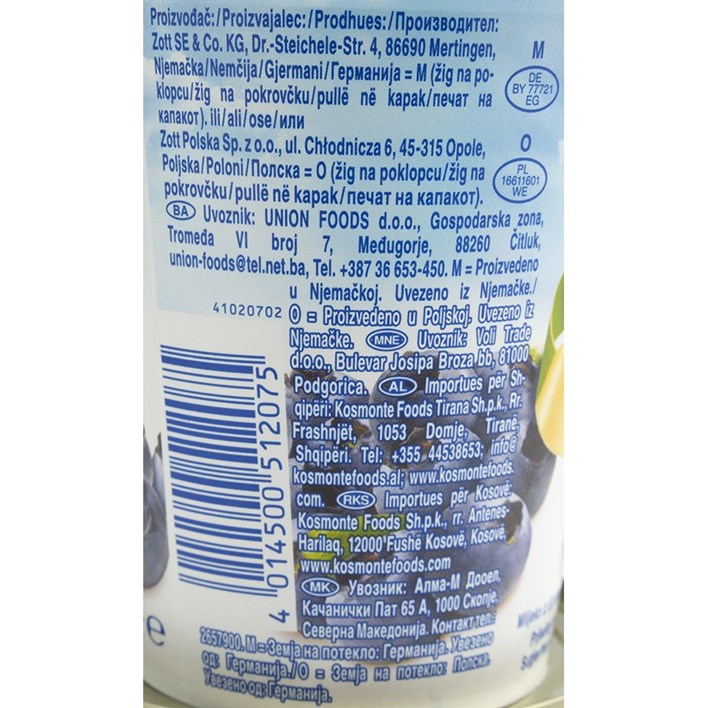 Proizvođač:/Proizvajalec:/Prodhues:/Производител:
Zott SE & Co. KG, Dr.-Steichele-Str. 4, 86690 Mertingen,
Njemačka/Nemčija/Gjermani/Германија = M (žig na po-
klopcu/žig na pokrovčku/pullë në kapak/печат на
капакот). ili/ali/ose/или
M
DE
BY 77721
EG
Zott Polska Sp. z o.o., ul. Chłodnicza 6, 45-315 Opole,
Poljska/Poloni/Полска = O (žig na poklopcu/žig na
pokrovčku/pullë në kapak/печат на капакот).
O
PL
16611601
WE
BA Uvoznik: UNION FOODS d.o.o., Gospodarska zona,
Tromeđa VI broj 7, Međugorje, 88260 Čitluk,
union-foods@tel.net.ba, Tel. +387 36 653-450. M = Proizvedeno
u Njemačkoj. Uvezeno iz Njemačke./
O = Proizvedeno u Poljskoj. Uvezeno iz
Njemačke. MNE Uvoznik: Voli Trade
d.o.o., Bulevar Josipa Broza bb, 81000
Podgorica. AL Importues për Sh-
qipëri: Kosmonte Foods Tirana Sh.p.k., Rr.
Frashnjët, 1053 Domje, Tiranë,
Shqipëri. Tel: +355 44538653; info@
kosmontefoods.al; www.kosmontefoods.
com. RKS Importues për Kosovë:
Kosmonte Foods Sh.p.k., rr. Antenes-
Harilaq, 12000 Fushë Kosovë, Kosovë,
www.kosmontefoods.com
MK Увозник: Алма-М Дооел,
Качанички Пат 65 А, 1000 Скопје,
Северна Македонија. Контакт тел.:
2657900. М = Земја на потекло: Германија. Увезено
од: Германија./ О = Земја на потекло: Полска.
Увезено од: Германија.
41020702
4 014500 512075
e